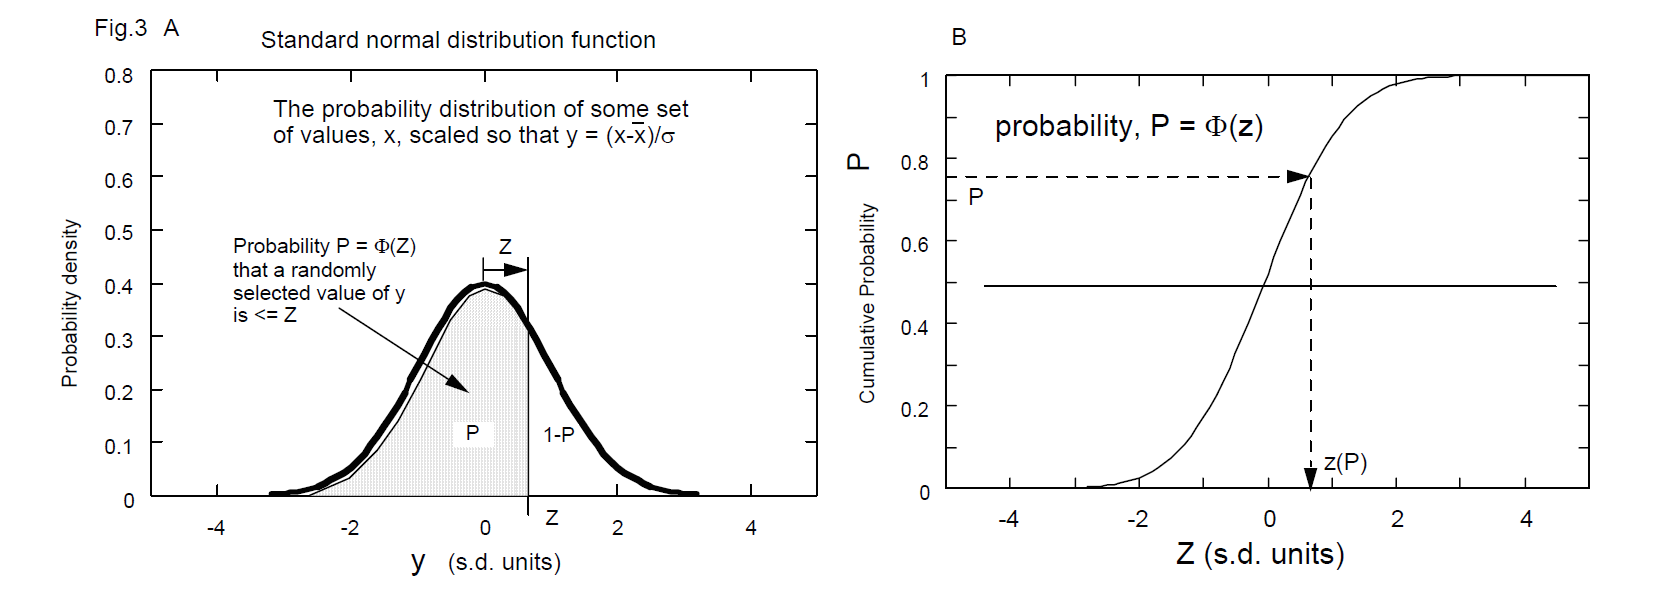 Fig.3 A
Standard normal distribution function
The probability distribution of some set
of values, x, scaled so that y = (x-x̅)/σ
Probability density
0.8
0.7
0.6
0.5
0.4
0.3
0.2
0.1
0
Probability P = Φ(Z)
that a randomly
selected value of y
is <= Z
Z
P
1-P
Z
-4
-2
0
2
4
y (s.d. units)
B
probability, P = Φ(z)
Cumulative Probability P
1
0.8
0.6
0.4
0.2
0
P
z(P)
-4
-2
0
2
4
Z (s.d. units)